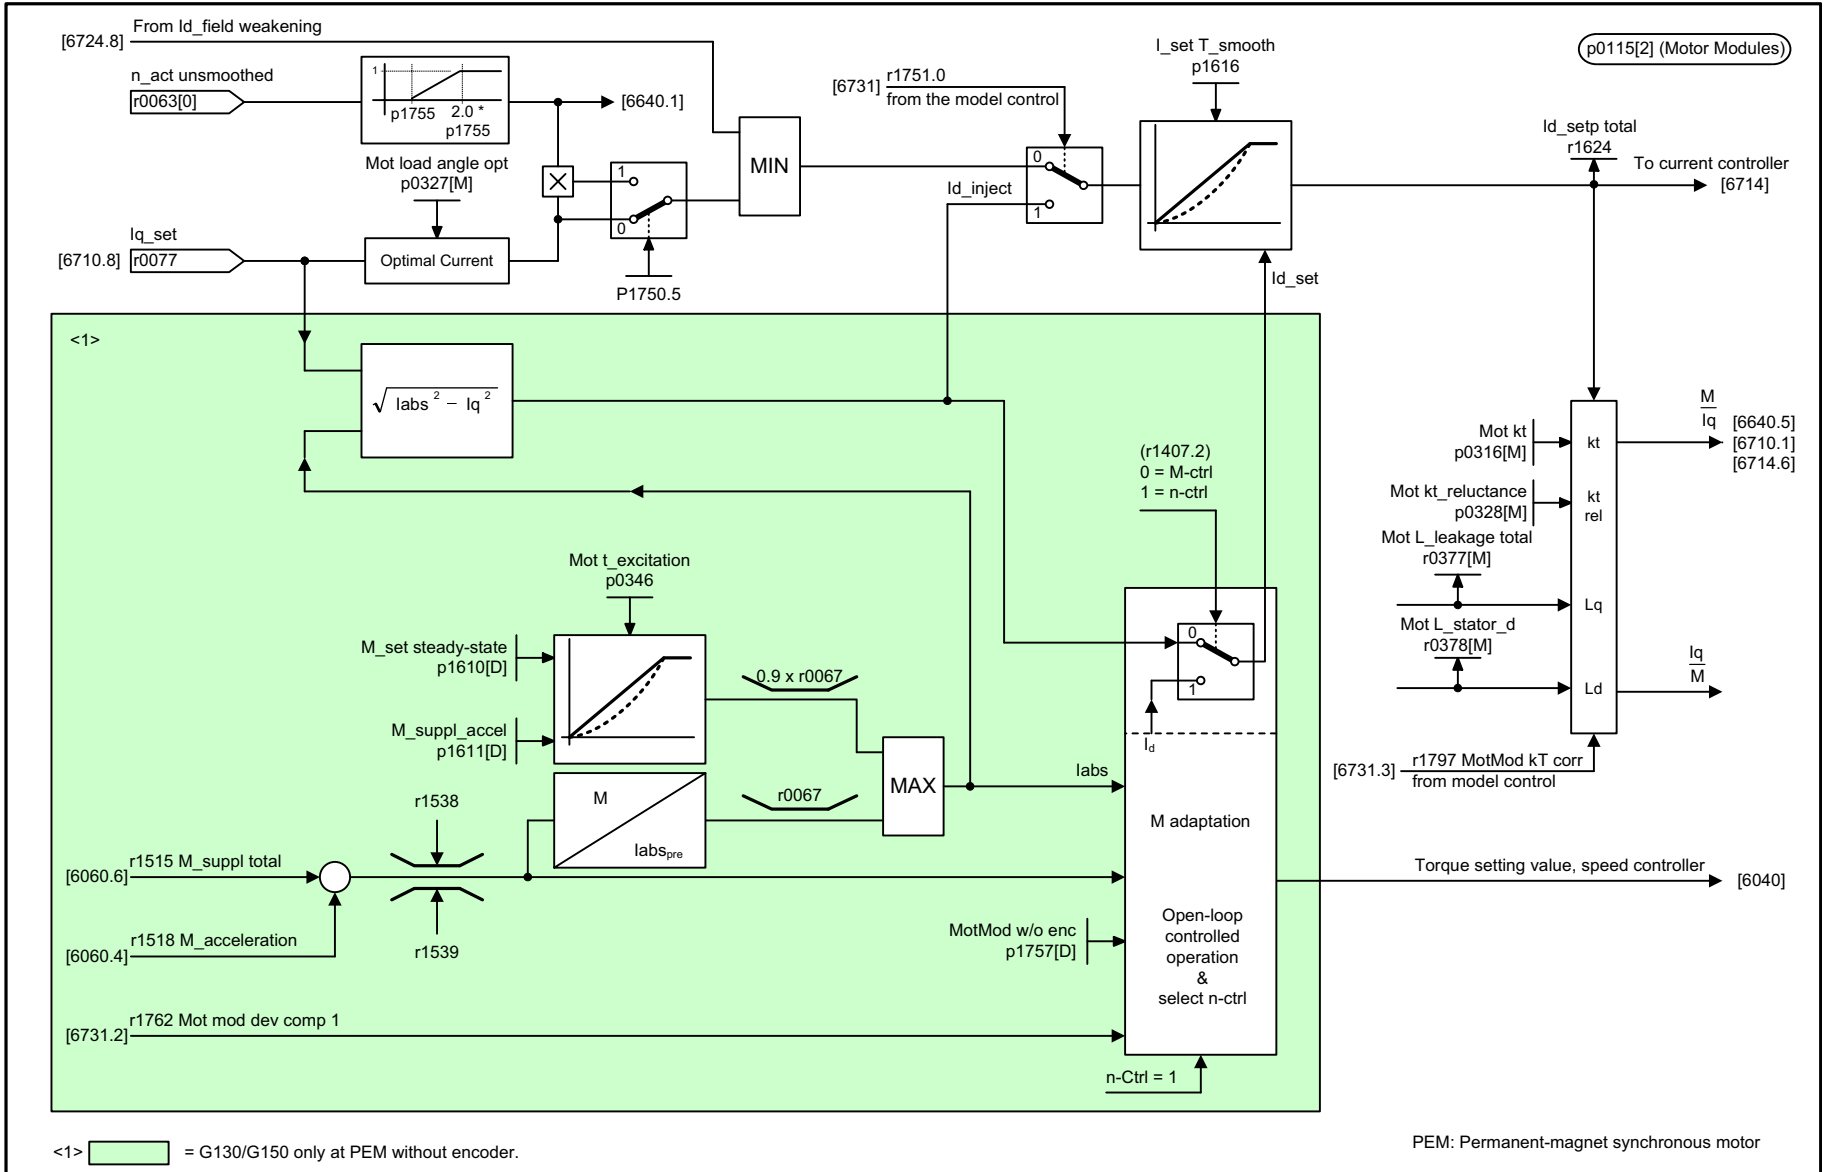 From Id_field weakening
[6724.8]
n_act unsmoothed
r0063[0]
1
p1755
2.0 *
p1755
[6640.1]
Mot load angle opt
p0327[M]
Iq_set
[6710.8]
r0077
Optimal Current
1
0
P1750.5
MIN
[6731]
r1751.0
from the model control
Id_inject
0
1
I_set T_smooth
p1616
Id_set
p0115[2] (Motor Modules)
Id_setp total
r1624
To current controller
[6714]
<1>
√ Iabs 2 – Iq 2
(r1407.2)
0 = M-ctrl
1 = n-ctrl
Mot t_excitation
p0346
M_set steady-state
p1610[D]
M_suppl_accel
p1611[D]
0.9 x r0067
r0067
MAX
M
Iabspre
r1538
r1539
[6060.6]
r1515 M_suppl total
[6060.4]
r1518 M_acceleration
[6731.2]
r1762 Mot mod dev comp 1
MotMod w/o enc
p1757[D]
Iabs
0
1
Id
M adaptation
Open-loop
controlled
operation
&
select n-ctrl
n-Ctrl = 1
Mot kt
p0316[M]
Mot kt_reluctance
p0328[M]
Mot L_leakage total
r0377[M]
Mot L_stator_d
r0378[M]
kt
kt
rel
Lq
Ld
M
Iq
[6640.5]
[6710.1]
[6714.6]
Iq
M
[6731.3]
r1797 MotMod kT corr
from model control
Torque setting value, speed controller
[6040]
<1>
= G130/G150 only at PEM without encoder.
PEM: Permanent-magnet synchronous motor